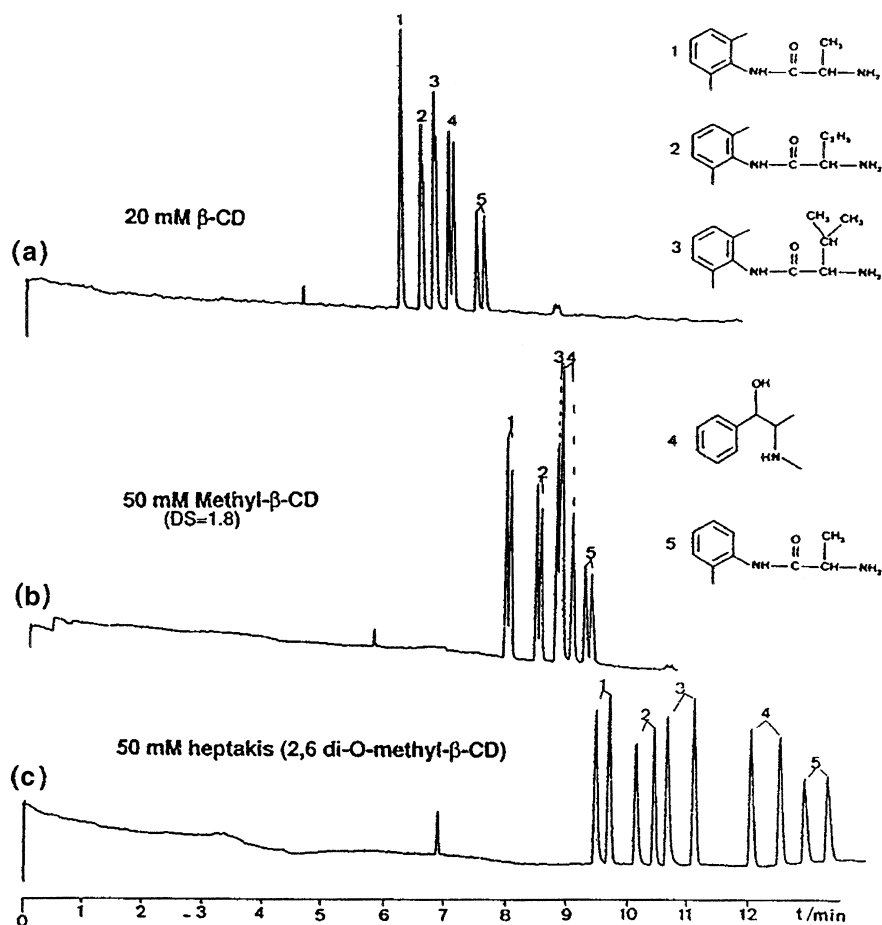 1
2
3
4
5
20 mM β-CD
(a)
1
O
CH₃
NH
C
CH
NH₂
2
O
C₂H₅
NH
C
CH
NH₂
3
CH₃
CH₃
CH
O
NH
C
CH
NH₂
1
2
3
4
5
50 mM Methyl-β-CD
(DS=1.8)
(b)
4
OH
HN
5
O
CH₃
NH
C
CH
NH₂
1
2
3
4
5
50 mM heptakis (2,6 di-O-methyl-β-CD)
(c)
0 1 2 3 4 5 6 7 8 9 10 11 12 t/min